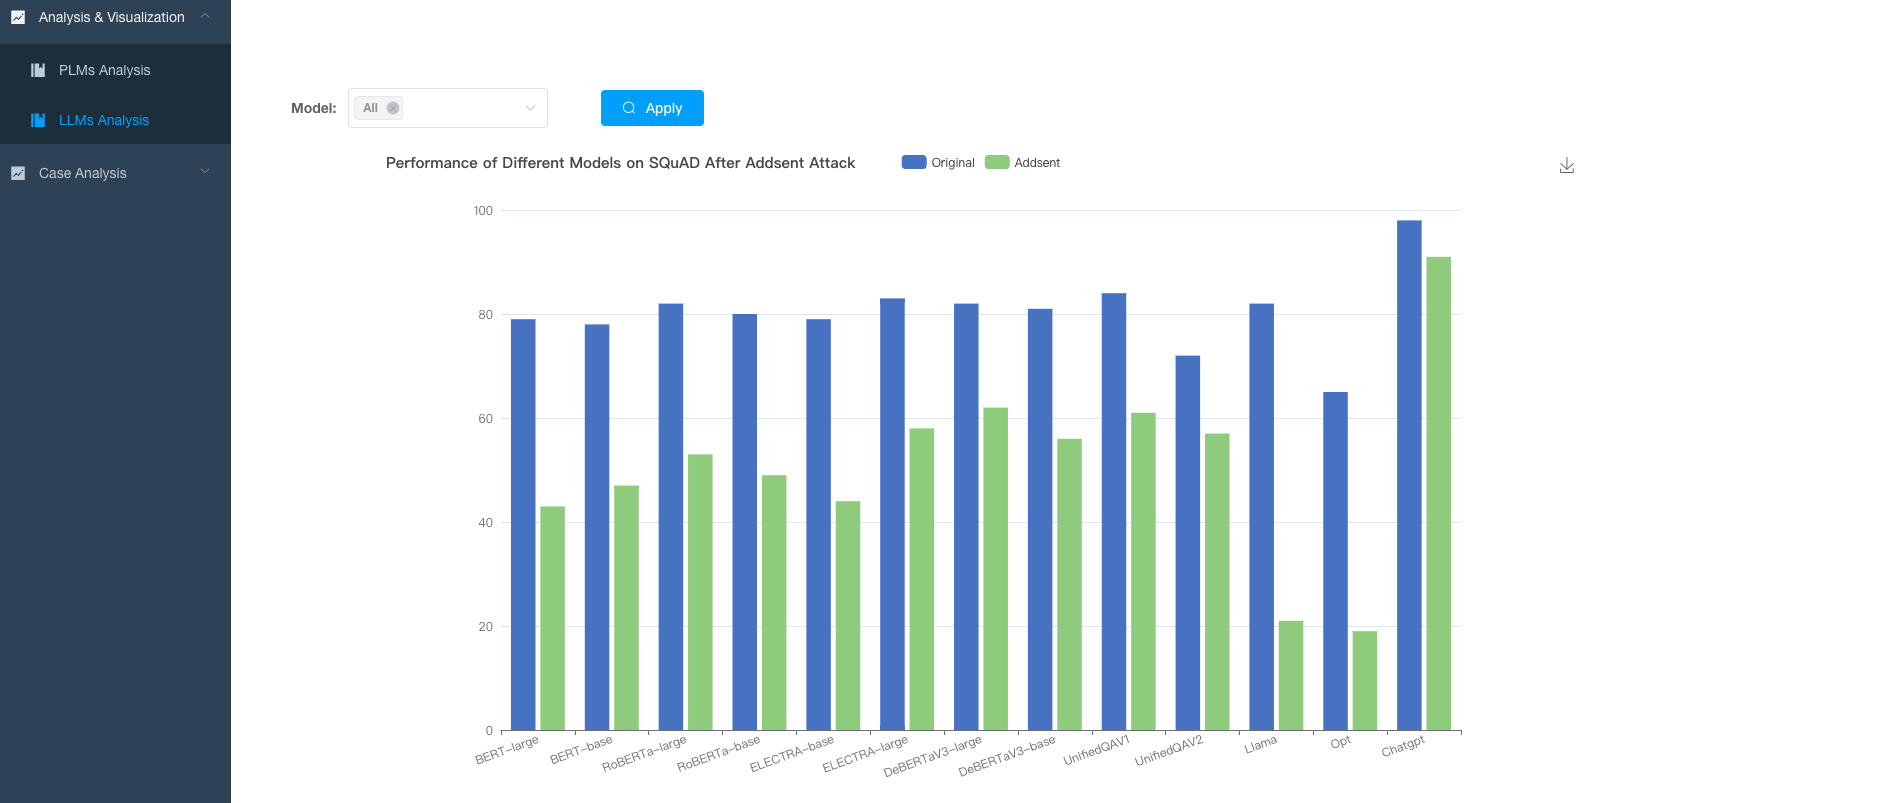 Analysis & Visualization
PLMs Analysis
LLMs Analysis
Case Analysis
Model:
All
Apply
Performance of Different Models on SQuAD After Addsent Attack
Original
Addsent
100
80
60
40
20
0
BERT-large
BERT-base
RoBERTa-large
RoBERTa-base
ELECTRA-base
ELECTRA-large
DeBERTaV3-large
DeBERTaV3-base
UnifiedQAV1
UnifiedQAV2
Llama
Opt
Chatgpt